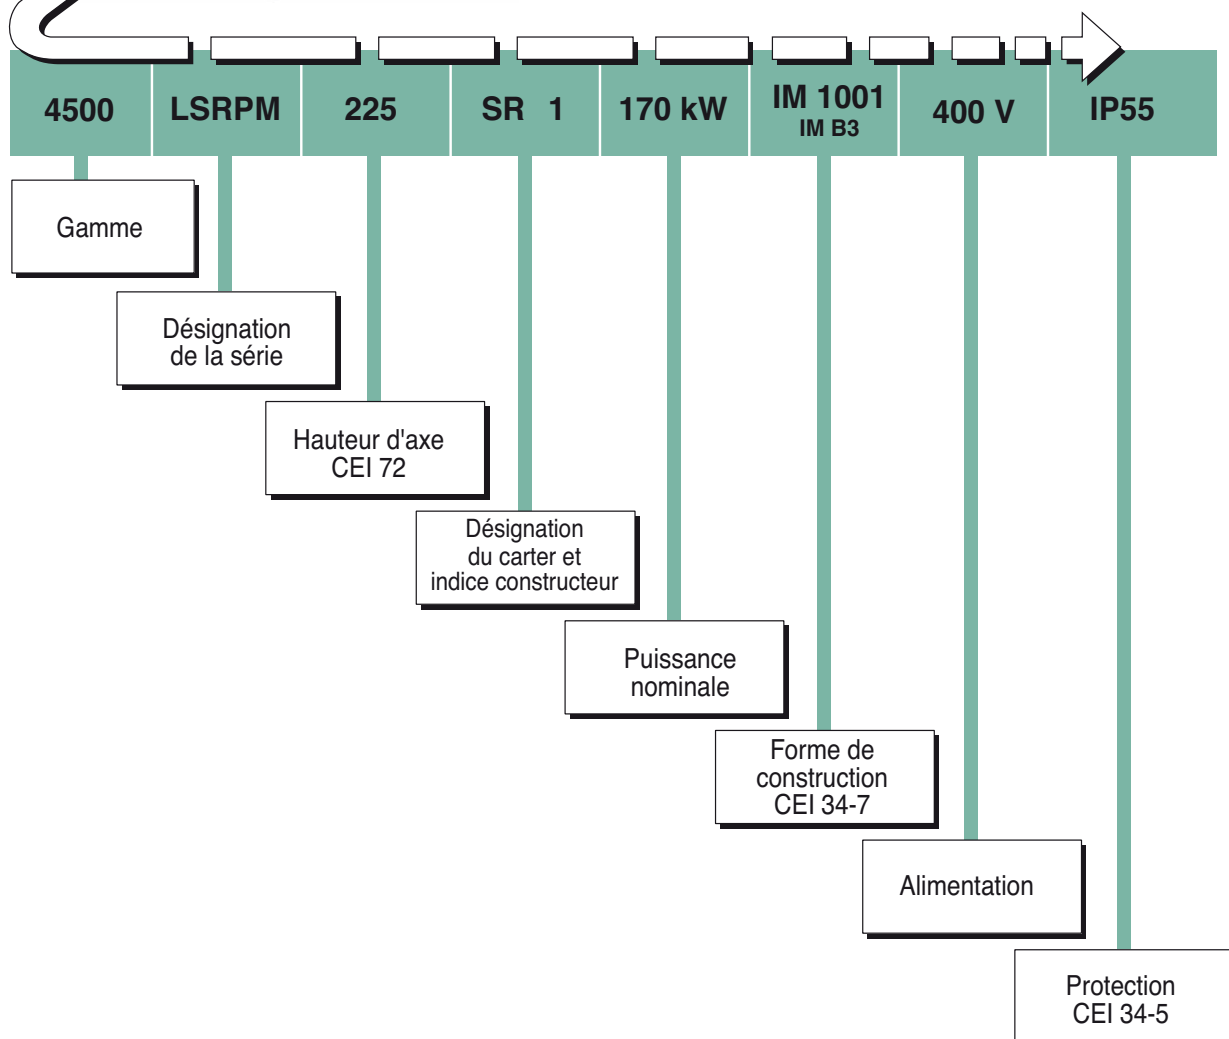 4500 LSRPM 225 SR 1 170 kW IM 1001 400 V IP55
IM B3
Gamme
Désignation
de la série
Hauteur d'axe
CEI 72
Désignation
du carter et
indice constructeur
Puissance
nominale
Forme de
construction
CEI 34-7
Alimentation
Protection
CEI 34-5